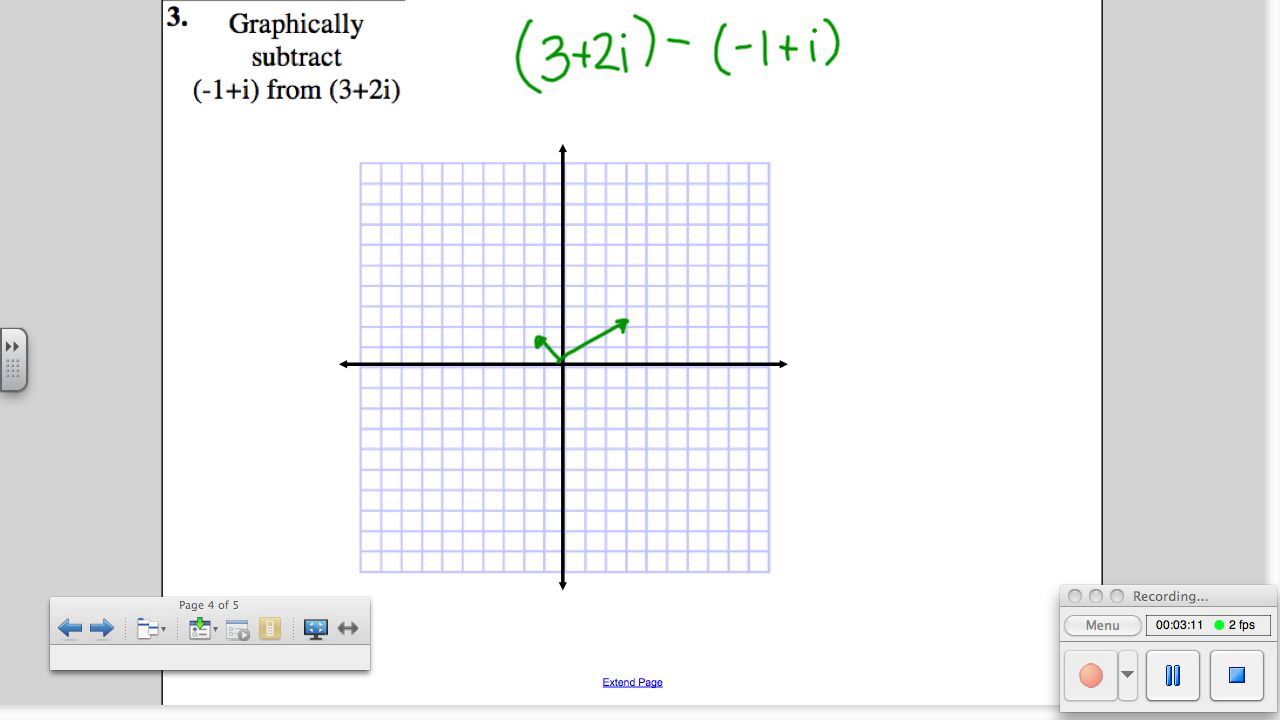 3.
Graphically
subtract
(-1+i) from (3+2i)
(3+2i) - (-1+i)
Page 4 of 5
Recording...
Menu
00:03:11
2 fps
Extend Page